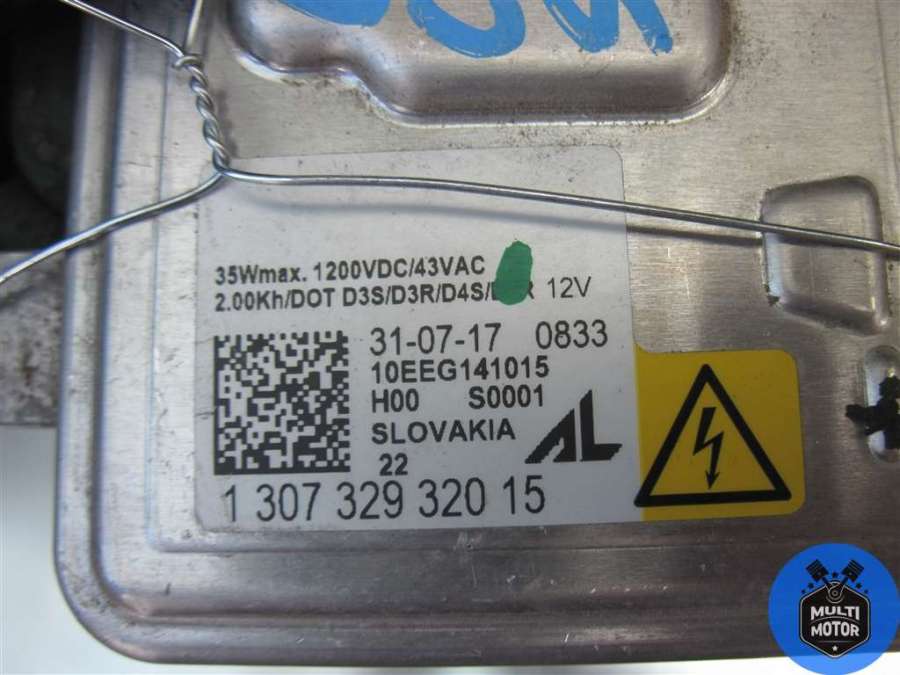 35Wmax. 1200VDC/43VAC
2.00Kh/DOT D3S/D3R/D4S/ 12V
31-07-17 0833
10EEG141015
H00 S0001
SLOVAKIA
AL
22
1 307 329 320 15
MULTI
MOTOR